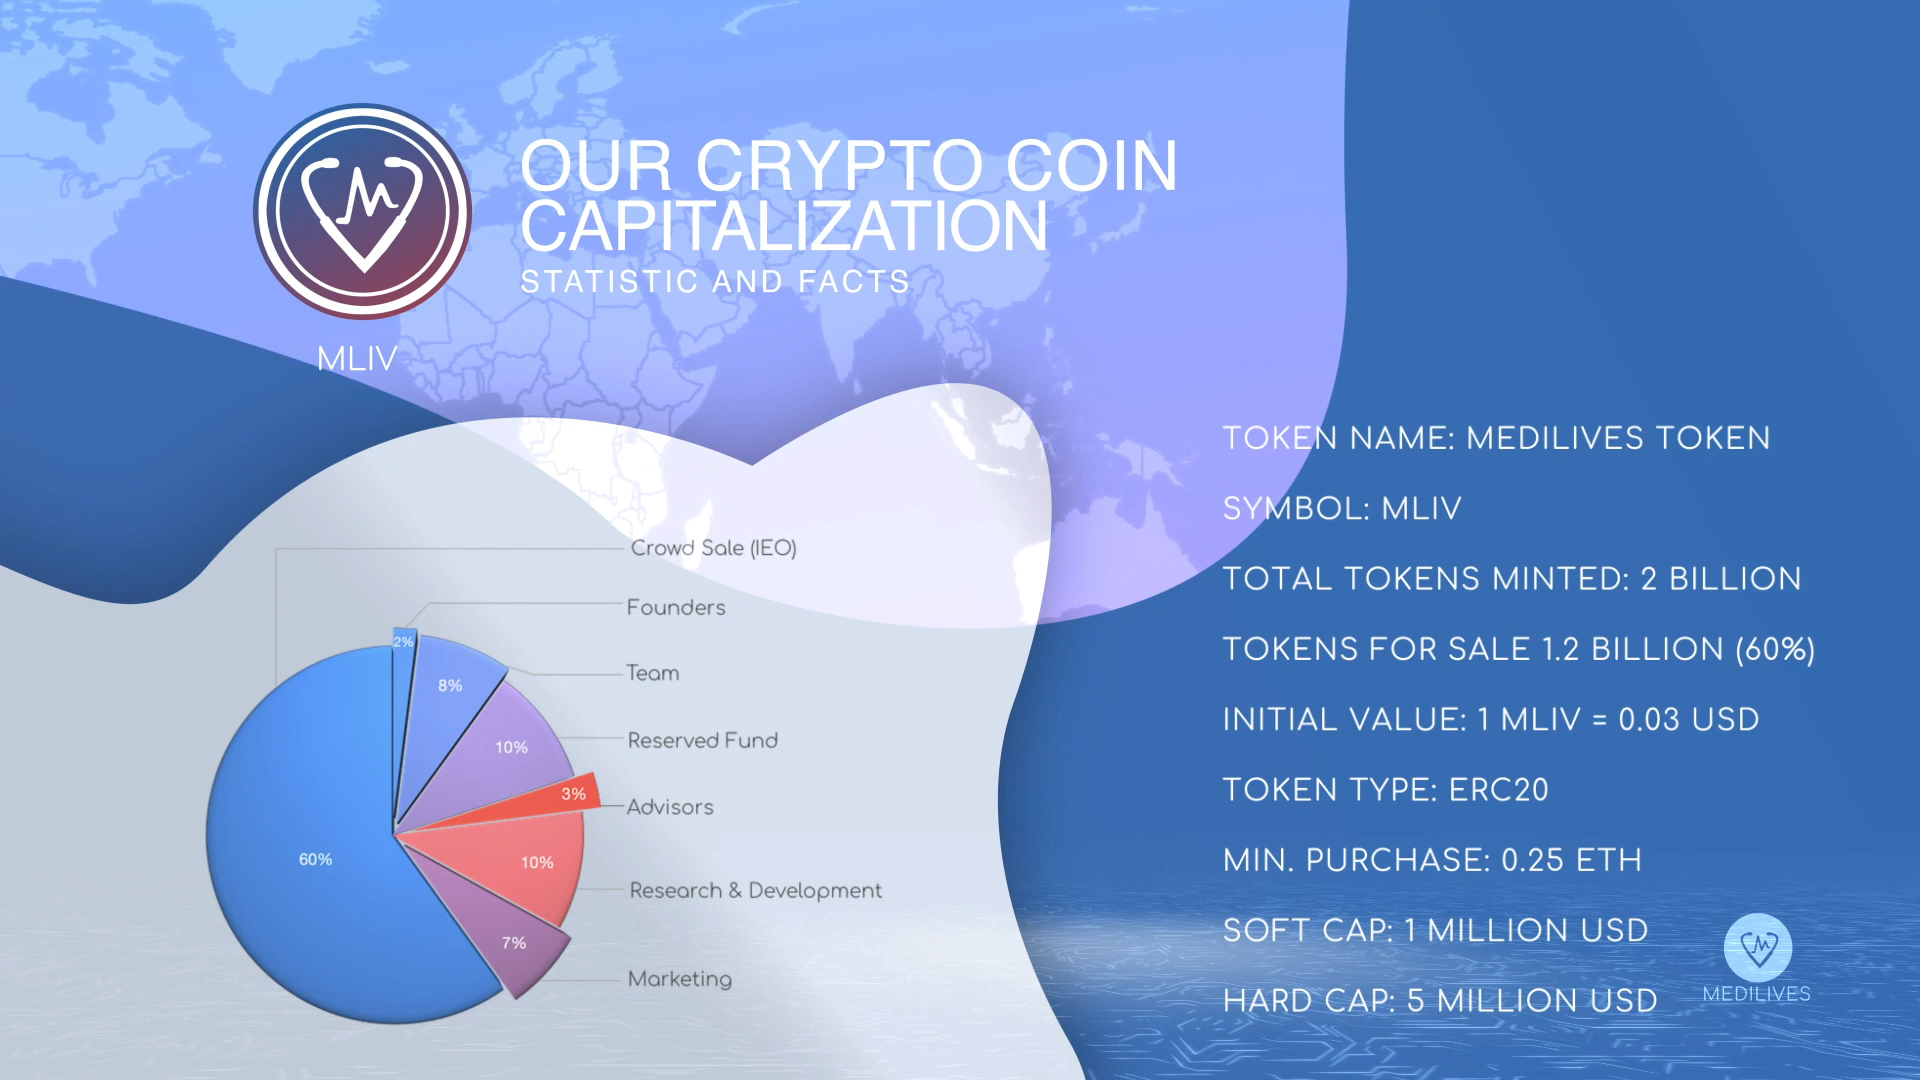 OUR CRYPTO COIN
CAPITALIZATION
STATISTIC AND FACTS
MLIV
Crowd Sale (IEO)
Founders
Team
Reserved Fund
Advisors
Research & Development
Marketing
2%
8%
10%
3%
10%
7%
60%
TOKEN NAME: MEDILIVES TOKEN
SYMBOL: MLIV
TOTAL TOKENS MINTED: 2 BILLION
TOKENS FOR SALE 1.2 BILLION (60%)
INITIAL VALUE: 1 MLIV = 0.03 USD
TOKEN TYPE: ERC20
MIN. PURCHASE: 0.25 ETH
SOFT CAP: 1 MILLION USD
HARD CAP: 5 MILLION USD
MEDILIVES